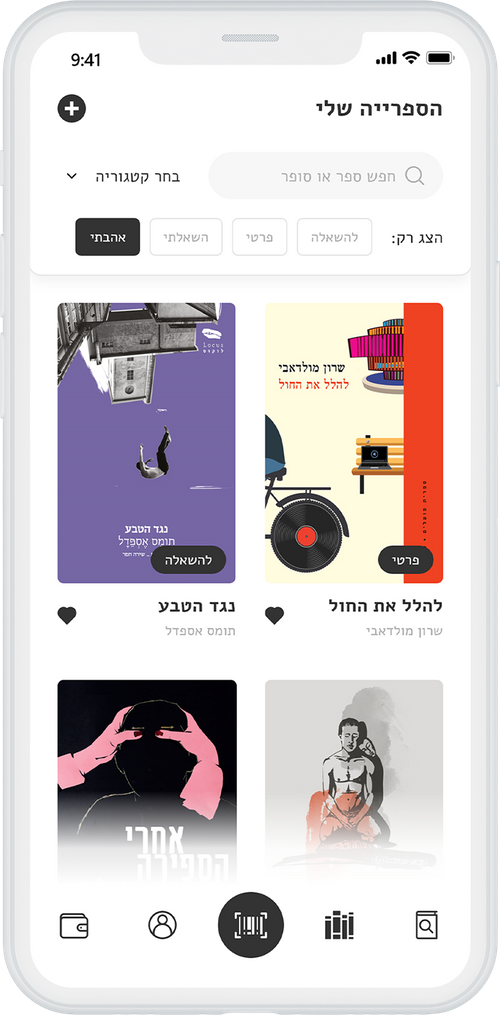 9:41
הספרייה שלי
חפש ספר או סופר
בחר קטגוריה
הצג רק:
להשאלה
פרטי
השאלתי
אהבתי
שרון מולדאבי
להלל את החול
פרטי
Locus
לוקוס
נגד הטבע
תומס אֶסְפֵּדָל
להשאלה
להלל את החול
שרון מולדאבי
נגד הטבע
תומס אספדל
אחרי
הספירה